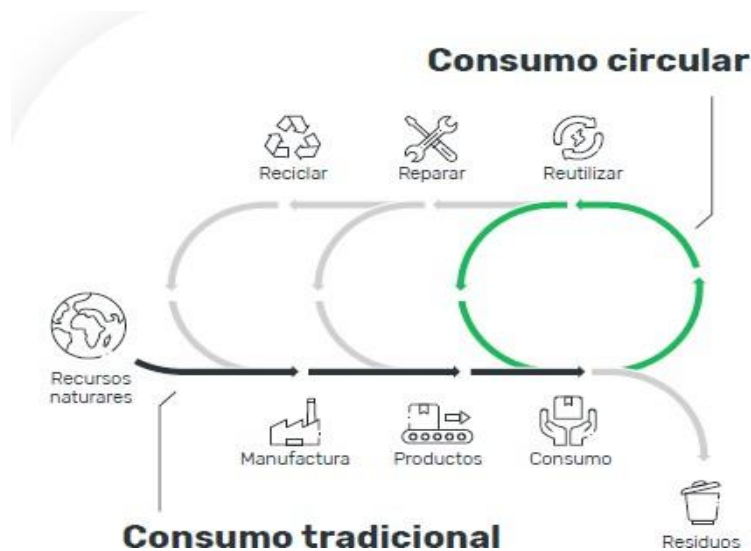 Consumo circular
Reciclar
Reparar
Reutilizar
Recursos
naturares
Manufactura
Productos
Consumo
Consumo tradicional
Residuos